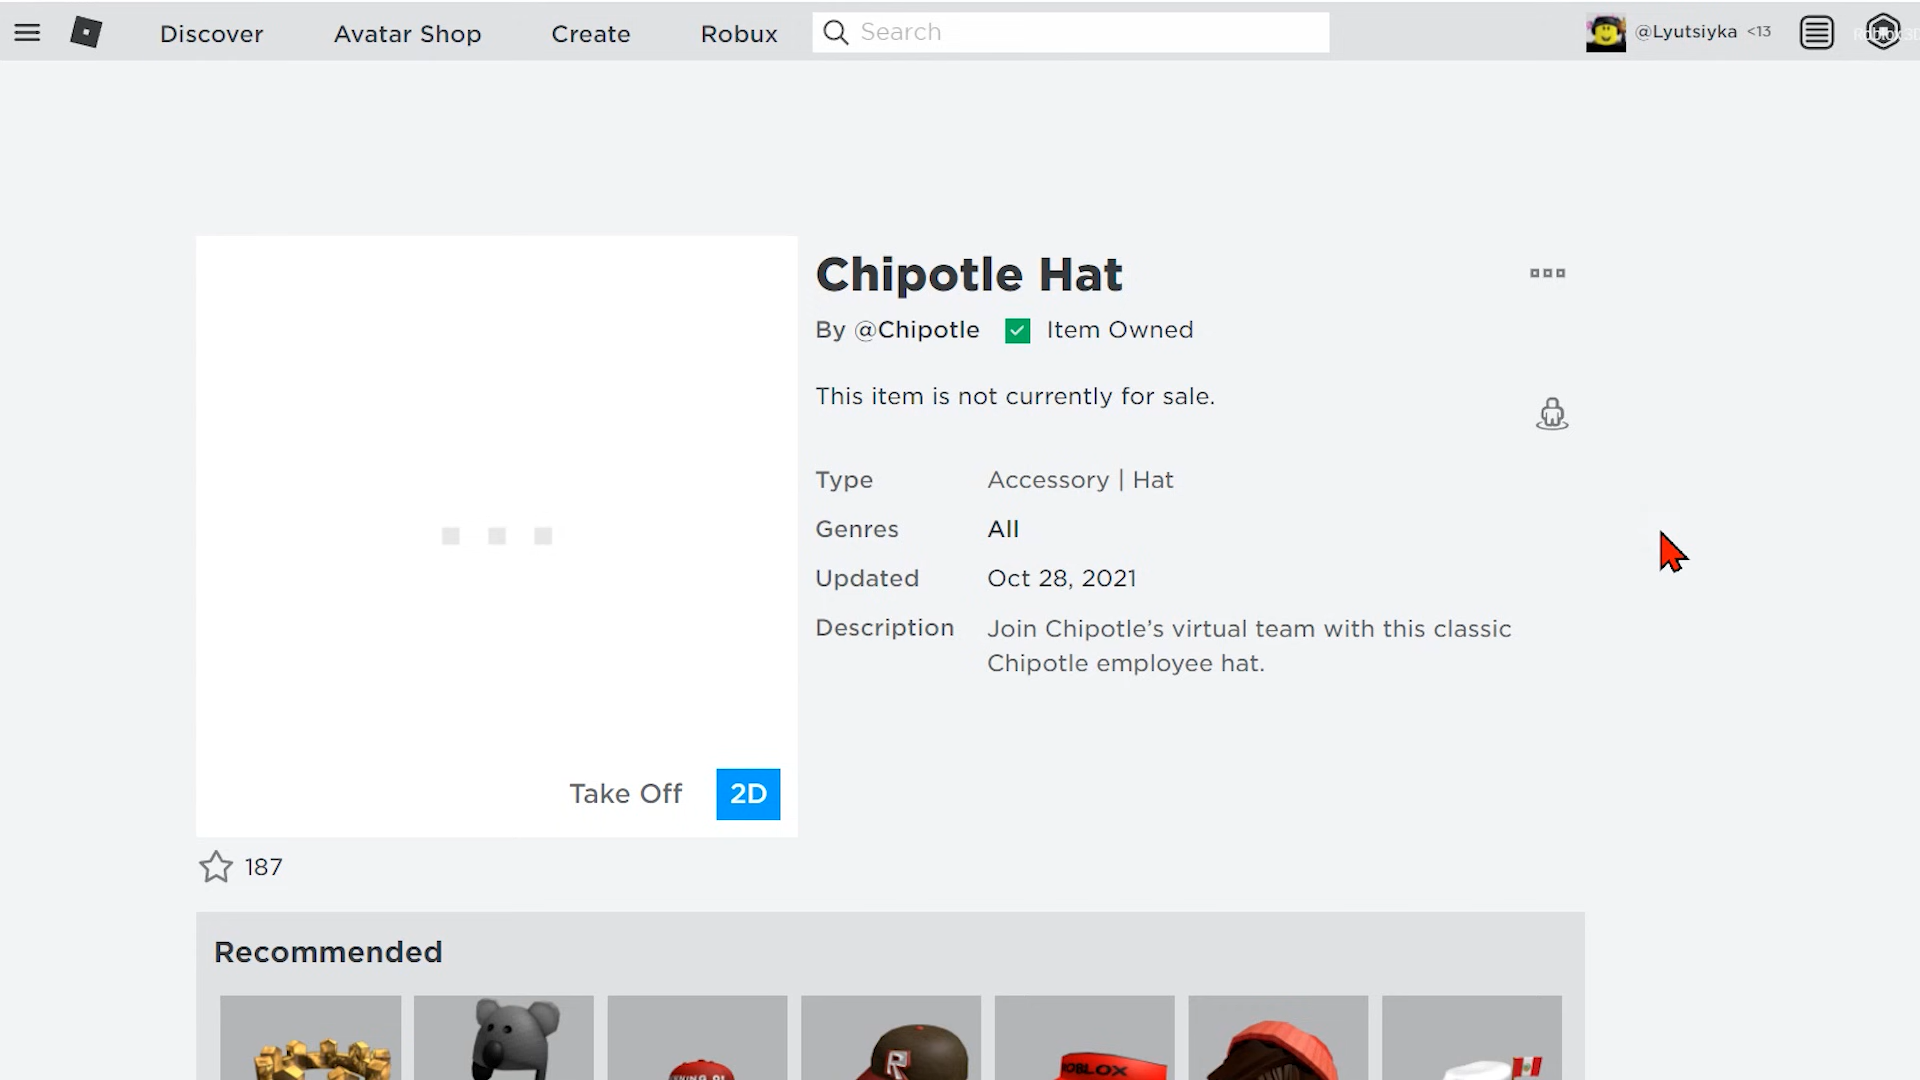 Discover Avatar Shop Create Robux Search @Lyutsiyka <13
Chipotle Hat
By @Chipotle Item Owned
This item is not currently for sale.
Type Accessory | Hat
Genres All
Updated Oct 28, 2021
Description Join Chipotle’s virtual team with this classic
Chipotle employee hat.
Take Off 2D
187
Recommended
R ROBLOX